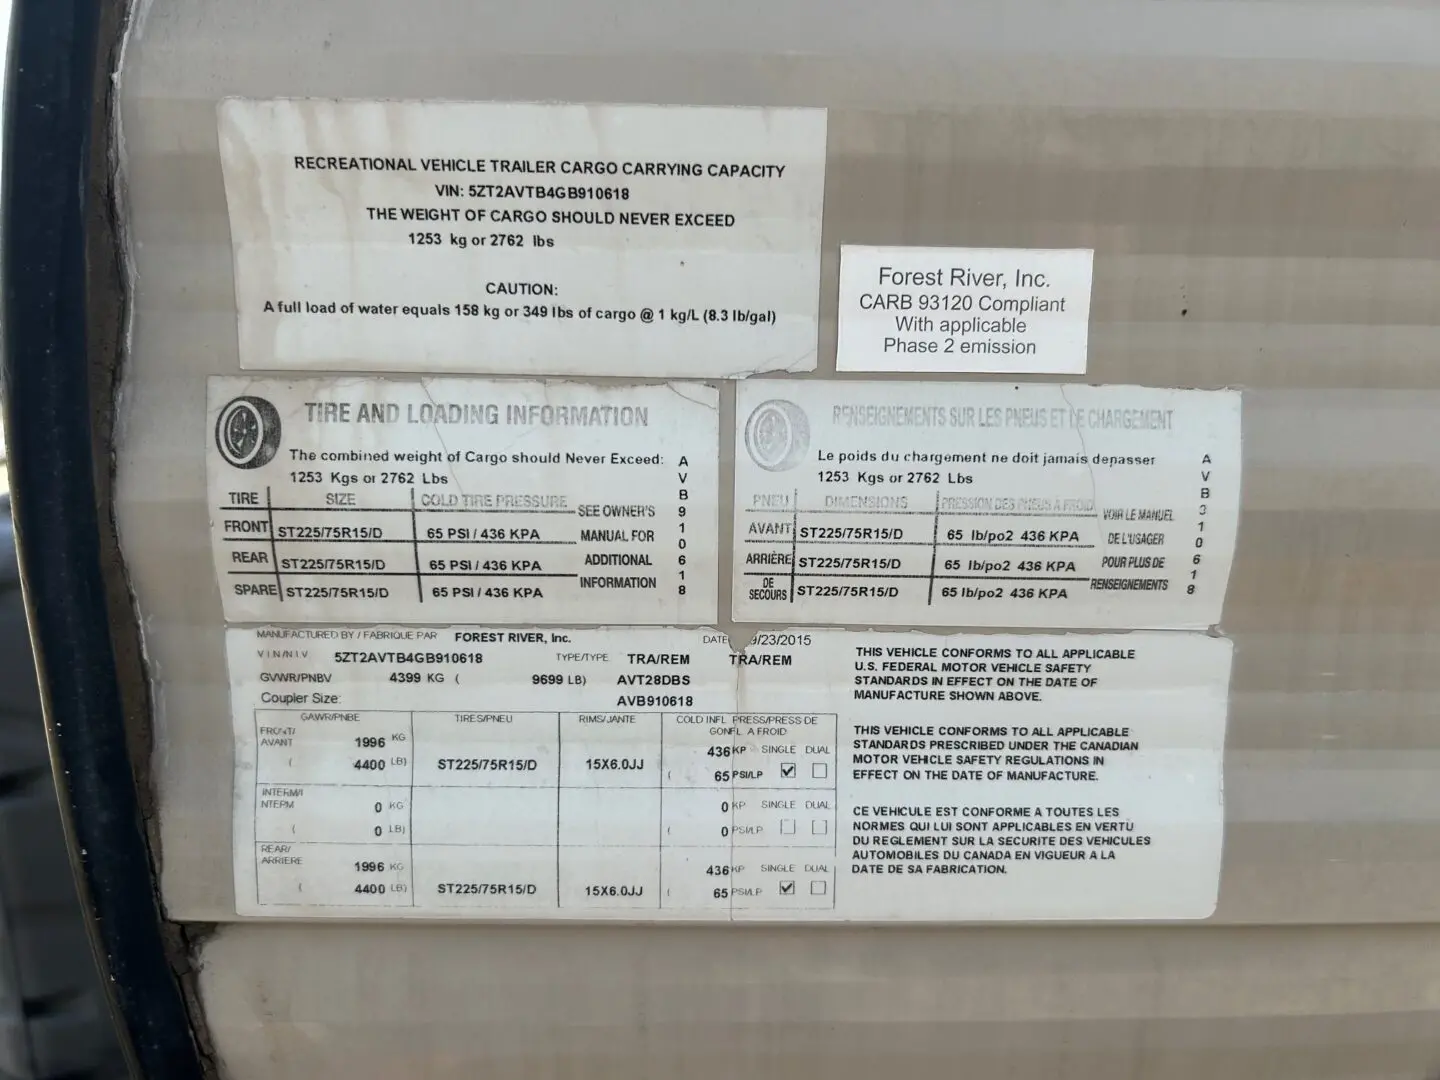 RECREATIONAL VEHICLE TRAILER CARGO CARRYING CAPACITY
VIN: 5ZT2AVTB4GB910618
THE WEIGHT OF CARGO SHOULD NEVER EXCEED
1253 kg or 2762 lbs
CAUTION:
A full load of water equals 158 kg or 349 lbs of cargo @ 1 kg/L (8.3 lb/gal)
Forest River, Inc.
CARB 93120 Compliant
With applicable
Phase 2 emission
TIRE AND LOADING INFORMATION
The combined weight of Cargo should Never Exceed:
1253 Kgs or 2762 Lbs
TIRE SIZE COLD TIRE PRESSURE
FRONT ST225/75R15/D 65 PSI / 436 KPA
REAR ST225/75R15/D 65 PSI / 436 KPA
SPARE ST225/75R15/D 65 PSI / 436 KPA
SEE OWNER'S
MANUAL FOR
ADDITIONAL
INFORMATION
AVB910618
RENSEIGNEMENTS SUR LES PNEUS ET LE CHARGEMENT
Le poids du chargement ne doit jamais depasser
1253 Kgs or 2762 Lbs
PNEU DIMENSIONS PRESSION DES PNEUS A FROID
AVANT ST225/75R15/D 65 lb/po2 436 KPA
ARRIÈRE ST225/75R15/D 65 lb/po2 436 KPA
DE SECOURS ST225/75R15/D 65 lb/po2 436 KPA
VOIR LE MANUEL
DE L'USAGER
POUR PLUS DE
RENSEIGNEMENTS
AVB910618
MANUFACTURED BY / FABRIQUE PAR FOREST RIVER, Inc. DATE 9/23/2015
VIN/NIV 5ZT2AVTB4GB910618 TYPE/TYPE TRA/REM TRA/REM
GVWR/PNBV 4399 KG ( 9699 LB) AVT28DBS
Coupler Size: AVB910618
GAWR/PNBE TIRES/PNEU RIMS/JANTE COLD INFL PRESS/PRESS DE
GONFL A FROID
FRONT/
AVANT 1996 KG 436 KP SINGLE DUAL
( 4400 LB) ST225/75R15/D 15X6.0JJ ( 65 PSI/LP
INTERM/I
NTEPM 0 KG 0 KP SINGLE DUAL
( 0 LB) ( 0 PSI/LP
REAR/
ARRIERE 1996 KG 436 KP SINGLE DUAL
( 4400 LB) ST225/75R15/D 15X6.0JJ ( 65 PSI/LP
THIS VEHICLE CONFORMS TO ALL APPLICABLE
U.S. FEDERAL MOTOR VEHICLE SAFETY
STANDARDS IN EFFECT ON THE DATE OF
MANUFACTURE SHOWN ABOVE.
THIS VEHICLE CONFORMS TO ALL APPLICABLE
STANDARDS PRESCRIBED UNDER THE CANADIAN
MOTOR VEHICLE SAFETY REGULATIONS IN
EFFECT ON THE DATE OF MANUFACTURE.
CE VEHICULE EST CONFORME A TOUTES LES
NORMES QUI LUI SONT APPLICABLES EN VERTU
DU REGLEMENT SUR LA SECURITE DES VEHICULES
AUTOMOBILES DU CANADA EN VIGUEUR A LA
DATE DE SA FABRICATION.